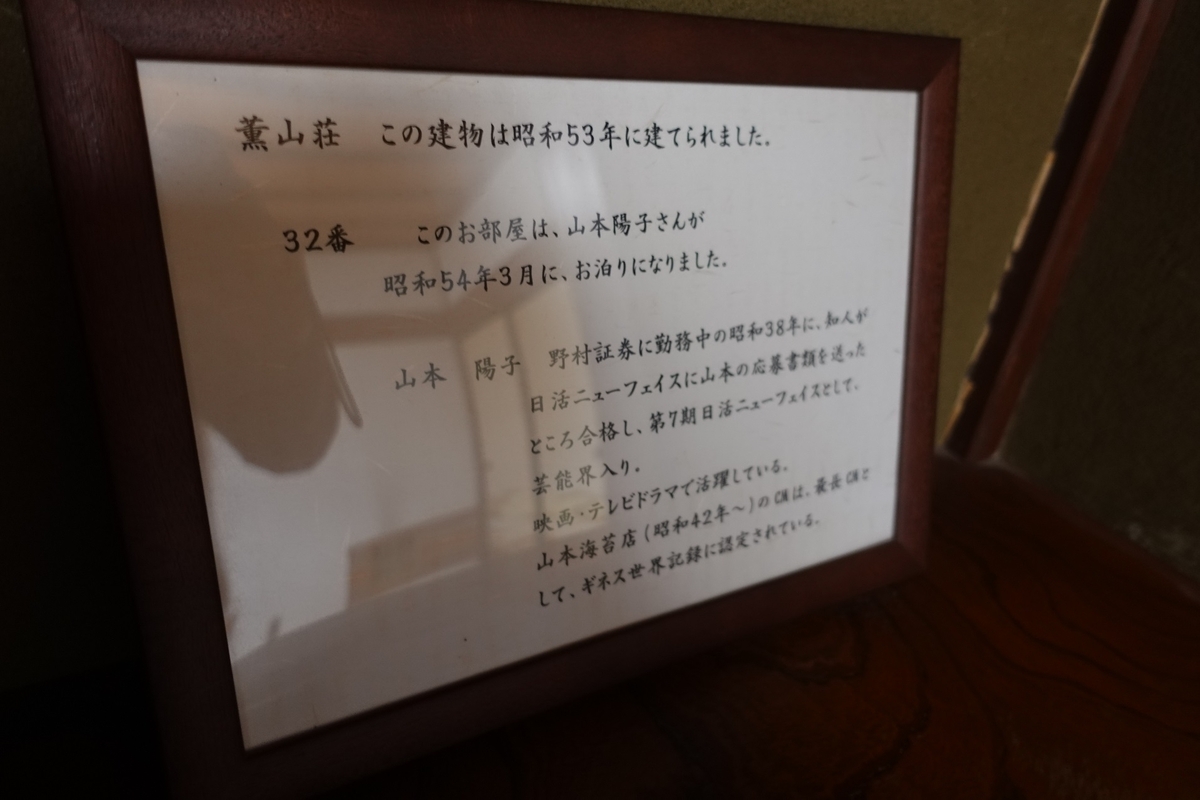 薫山荘 この建物は昭和53年に建てられました。
32番 このお部屋は、山本陽子さんが
昭和54年3月に、お泊りになりました。
山本 陽子 野村証券に勤務中の昭和38年に、知人が
日活ニューフェイスに山本の応募書類を送った
ところ合格し、第7期日活ニューフェイスとして、
芸能界入り。
映画・テレビドラマで活躍している。
山本海苔店(昭和42年~)のCMは、最長CMと
して、ギネス世界記録に認定されている。